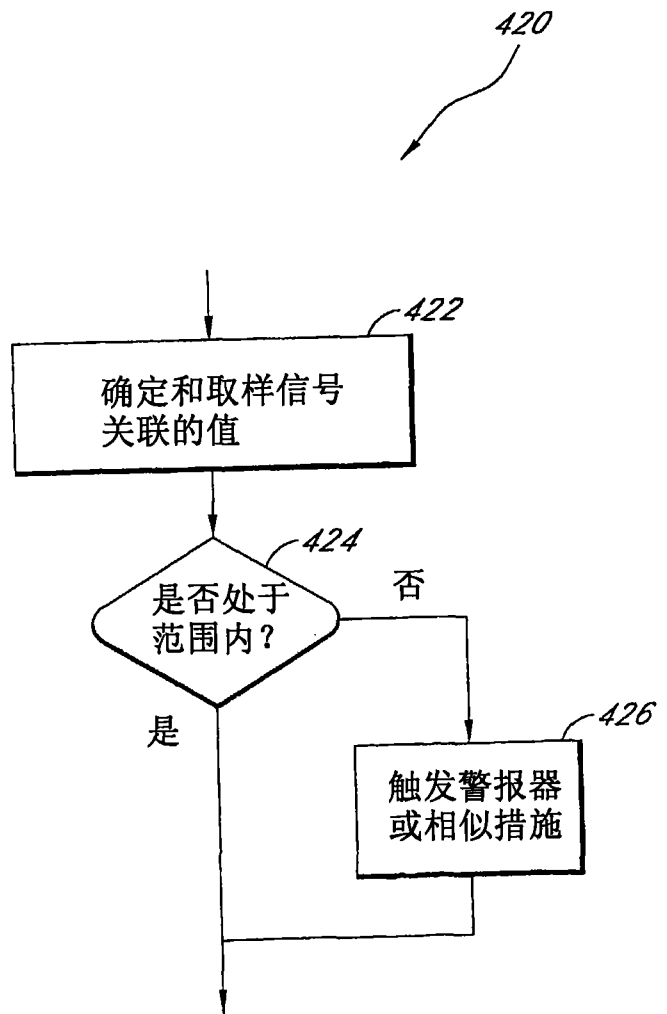 420
422
确定和取样信号
关联的值
424
是否处于
范围内?
否
是
426
触发警报器
或相似措施